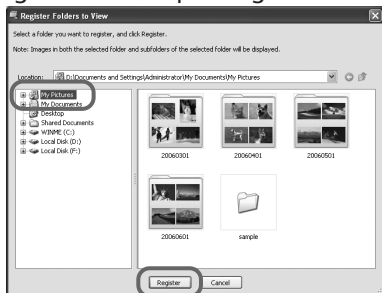 Register Folders to View
Select a folder you want to register, and click Register.
Note: Images in both the selected folder and subfolders of the selected folder will be displayed.
Location: D:\Documents and Settings\Administrator\My Documents\My Pictures
My Pictures
My Documents
Desktop
Shared Documents
WINME (C:)
Local Disk (D:)
Local Disk (F:)
20060301
20060401
20060501
20060601
sample
Register
Cancel